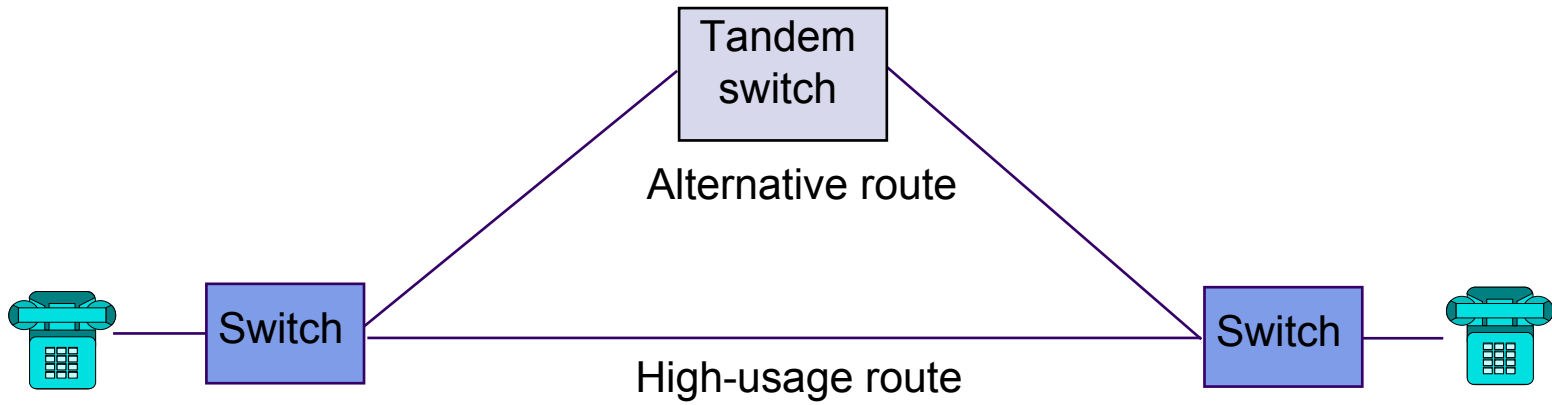 Tandem
switch
Alternative route
Switch
Switch
High-usage route